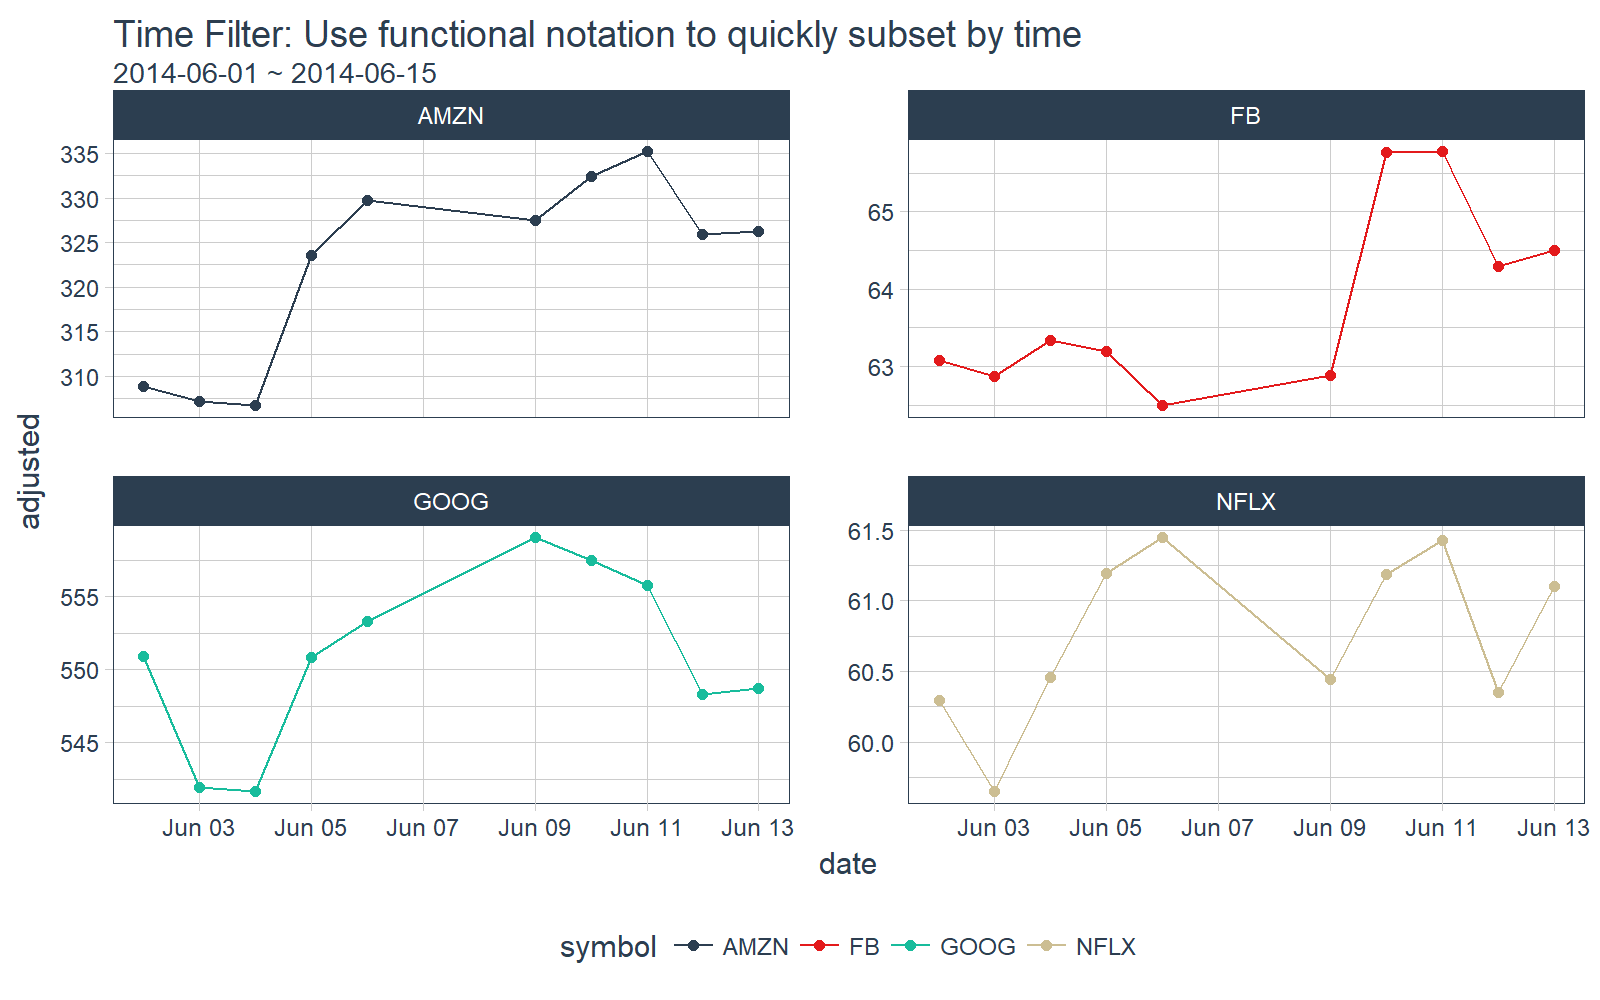 Time Filter: Use functional notation to quickly subset by time
2014-06-01 ~ 2014-06-15
AMZN
335
330
325
320
315
310
FB
65
64
63
adjusted
GOOG
555
550
545
Jun 03 Jun 05 Jun 07 Jun 09 Jun 11 Jun 13
NFLX
61.5
61.0
60.5
60.0
Jun 03 Jun 05 Jun 07 Jun 09 Jun 11 Jun 13
date
symbol AMZN FB GOOG NFLX